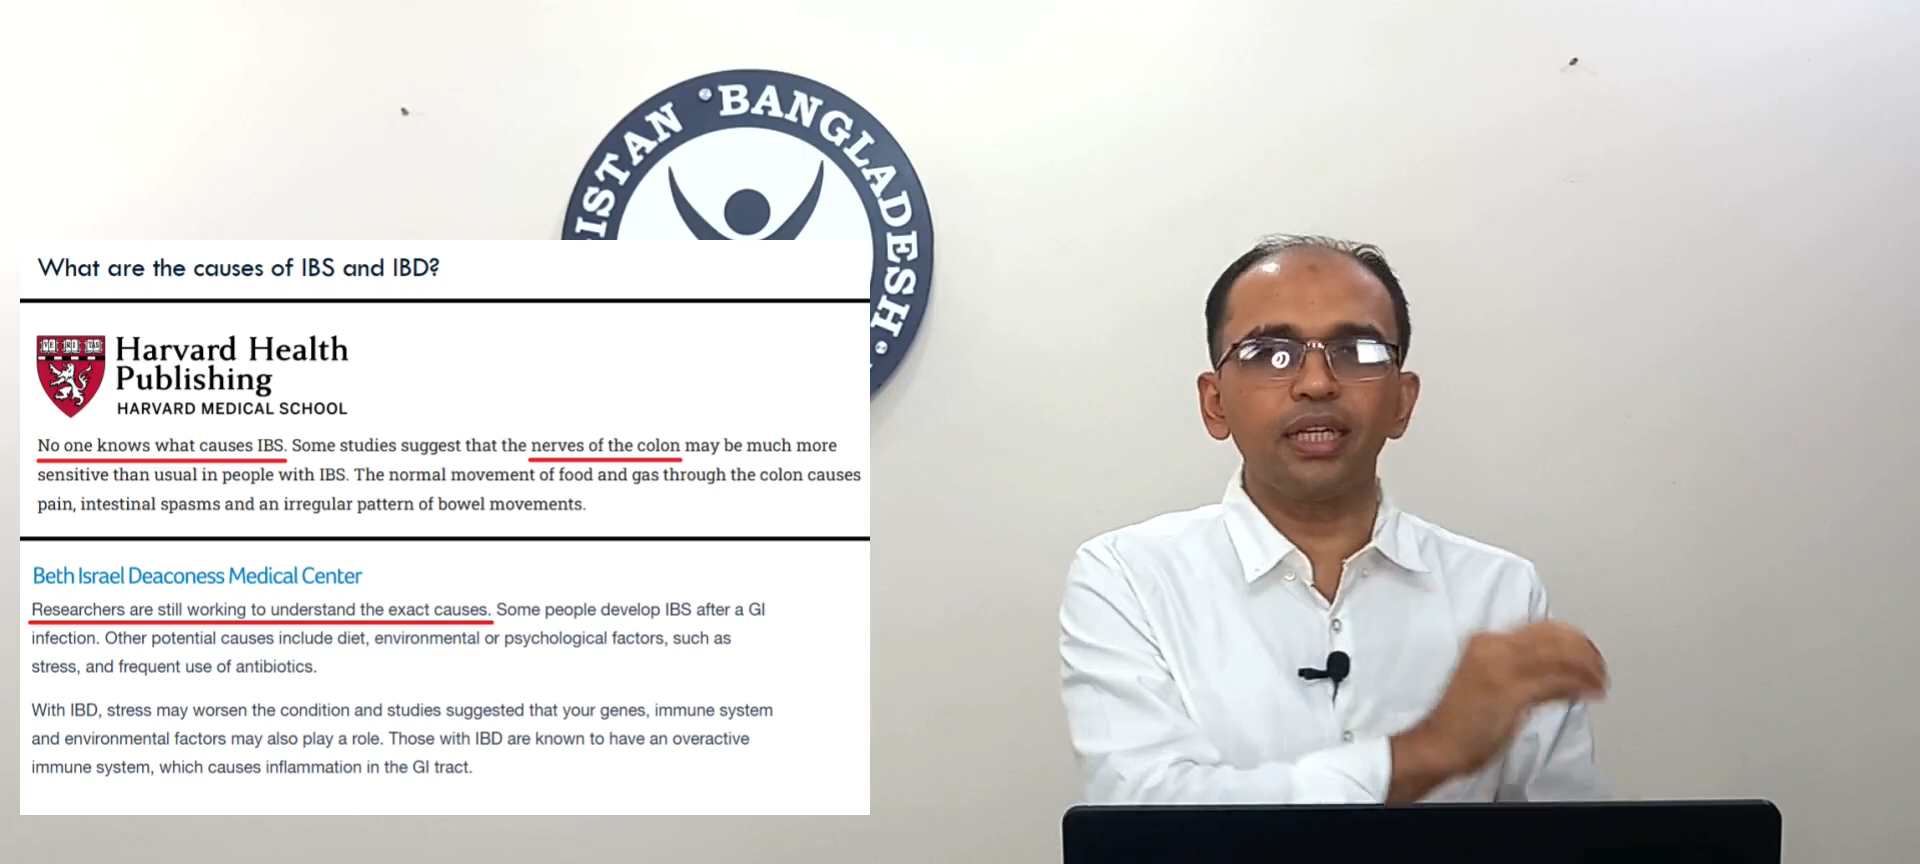 ISTAN • BANGLADESH •
What are the causes of IBS and IBD?
Harvard Health
Publishing
HARVARD MEDICAL SCHOOL
No one knows what causes IBS. Some studies suggest that the nerves of the colon may be much more
sensitive than usual in people with IBS. The normal movement of food and gas through the colon causes
pain, intestinal spasms and an irregular pattern of bowel movements.
Beth Israel Deaconess Medical Center
Researchers are still working to understand the exact causes. Some people develop IBS after a GI
infection. Other potential causes include diet, environmental or psychological factors, such as
stress, and frequent use of antibiotics.
With IBD, stress may worsen the condition and studies suggested that your genes, immune system
and environmental factors may also play a role. Those with IBD are known to have an overactive
immune system, which causes inflammation in the GI tract.